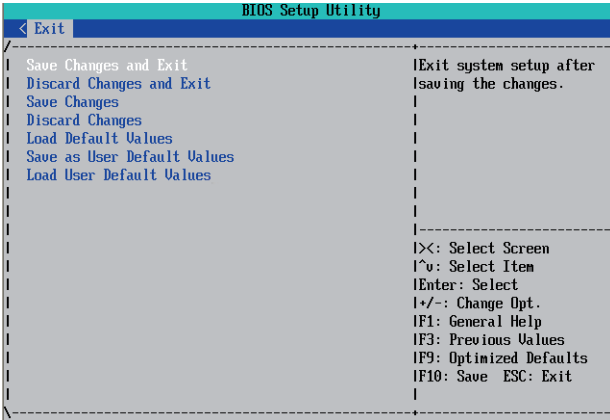 BIOS Setup Utility
< Exit
Save Changes and Exit
Discard Changes and Exit
Save Changes
Discard Changes
Load Default Values
Save as User Default Values
Load User Default Values
Exit system setup after
saving the changes.
><: Select Screen
^v: Select Item
Enter: Select
+/-: Change Opt.
F1: General Help
F3: Previous Values
F9: Optimized Defaults
F10: Save  ESC: Exit